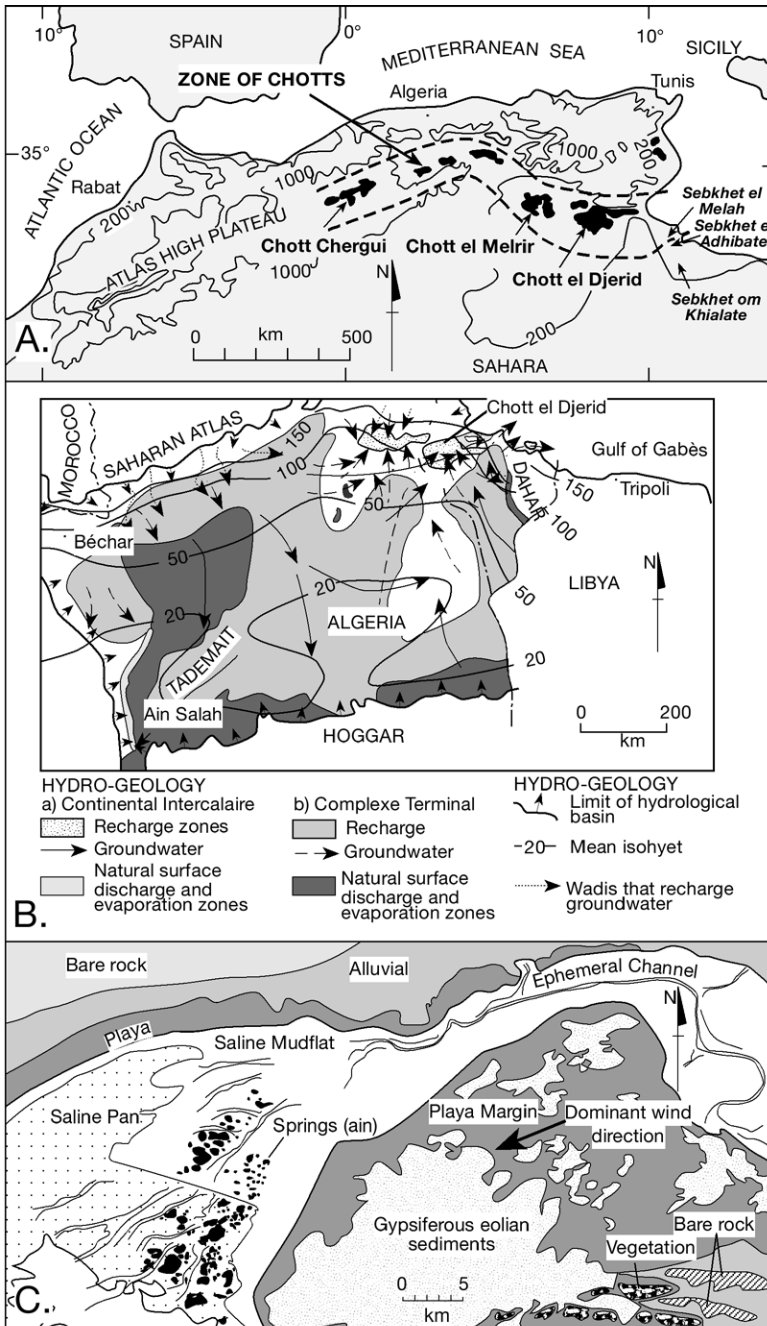 10°
0°
10°
SPAIN
MEDITERRANEAN SEA
SICILY
ZONE OF CHOTTS
Algeria
Tunis
ATLANTIC OCEAN
35°
1000
0
200
1000
Rabat
200
Sebkhet el
Melah
Sebkhet el
Adhibate
ATLAS HIGH PLATEAU
Chott Chergui
Chott el Melrir
1000
N
Chott el Djerid
Sebkhet om
Khialate
A.
km
0
500
200
SAHARA
MOROCCO
SAHARAN ATLAS
Chott el Djerid
150
100
Gulf of Gabès
DAHAR
150
Tripoli
50
100
Béchar
50
N
LIBYA
20
50
20
ALGERIA
TADEMAIT
20
Ain Salah
HOGGAR
0
200
km
HYDRO-GEOLOGY
a) Continental Intercalaire
Recharge zones
Groundwater
Natural surface
discharge and
evaporation zones
b) Complexe Terminal
Recharge
Groundwater
Natural surface
discharge and
evaporation zones
HYDRO-GEOLOGY
Limit of hydrological
basin
-20-
Mean isohyet
Wadis that recharge
groundwater
B.
Bare rock
Alluvial
Ephemeral Channel
N
Playa
Saline Mudflat
Saline Pan
Playa Margin
Dominant wind
direction
Springs (ain)
Gypsiferous eolian
sediments
Bare rock
Vegetation
0
5
km
C.